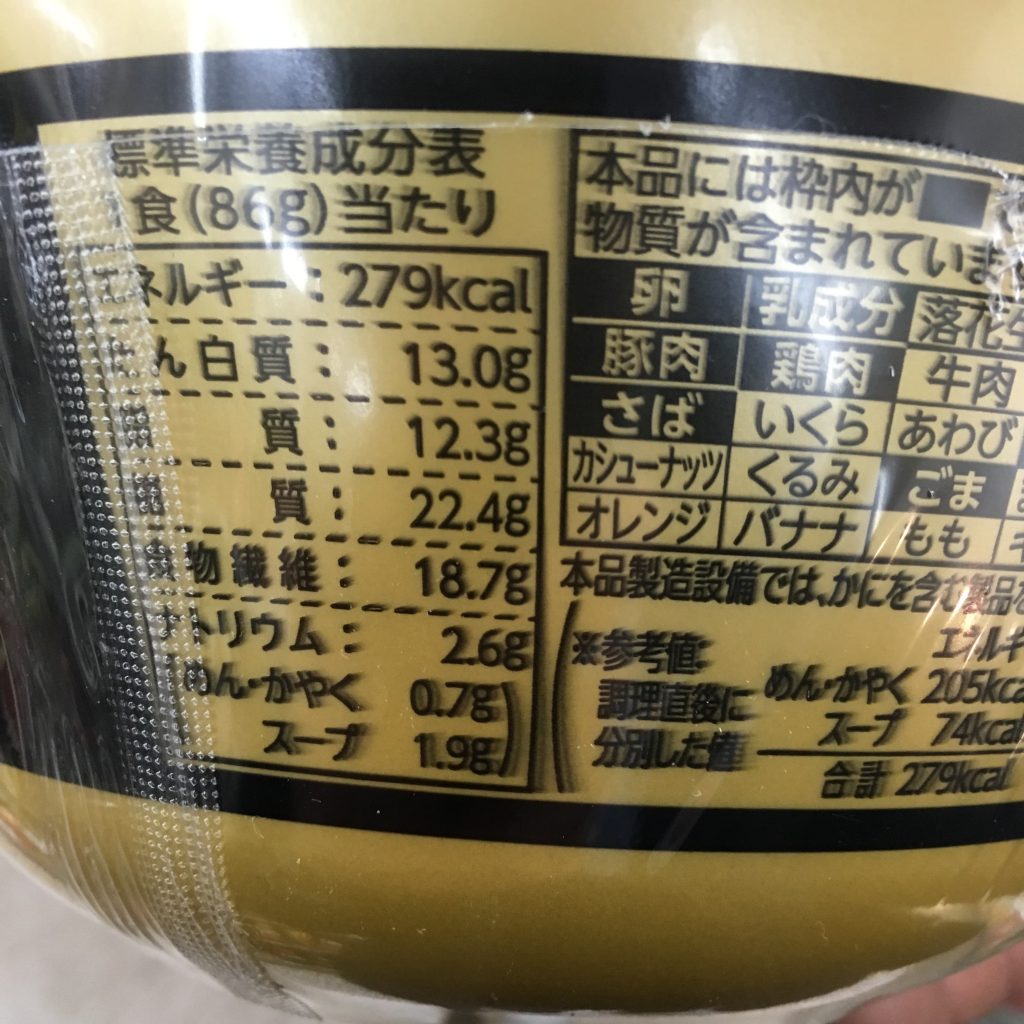 標準栄養成分表
食(86g)当たり
エネルギー：279kcal
たん白質：13.0g
質：12.3g
質：22.4g
物繊維：18.7g
トリウム：2.6g
めん・かやく 0.7g
スープ 1.9g)
本品には枠内が■
物質が含まれていま
卵 乳成分 落花生
豚肉 鶏肉 牛肉
さば いくら あわび
カシューナッツ くるみ ごま
オレンジ バナナ もも
本品製造設備では、かにを含む製品を
(※参考値:
調理直後に
分別した値
エネルギ
めん・かやく 205kca
スープ 74kcal
合計 279kcal